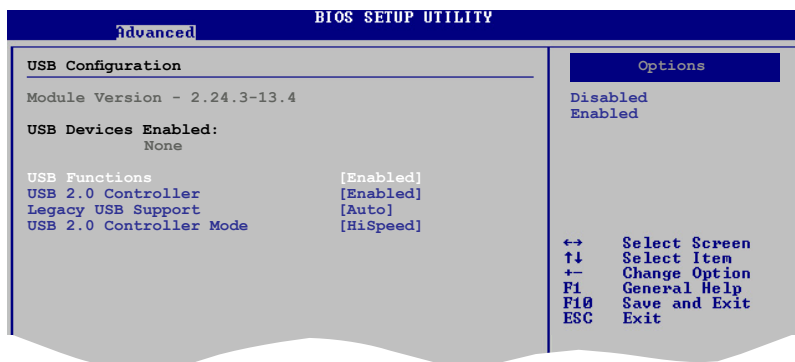 BIOS SETUP UTILITY
Advanced
USB Configuration
Module Version - 2.24.3-13.4
USB Devices Enabled:
None
USB Functions [Enabled]
USB 2.0 Controller [Enabled]
Legacy USB Support [Auto]
USB 2.0 Controller Mode [HiSpeed]
Options
Disabled
Enabled
←→ Select Screen
↑↓ Select Item
+- Change Option
F1 General Help
F10 Save and Exit
ESC Exit